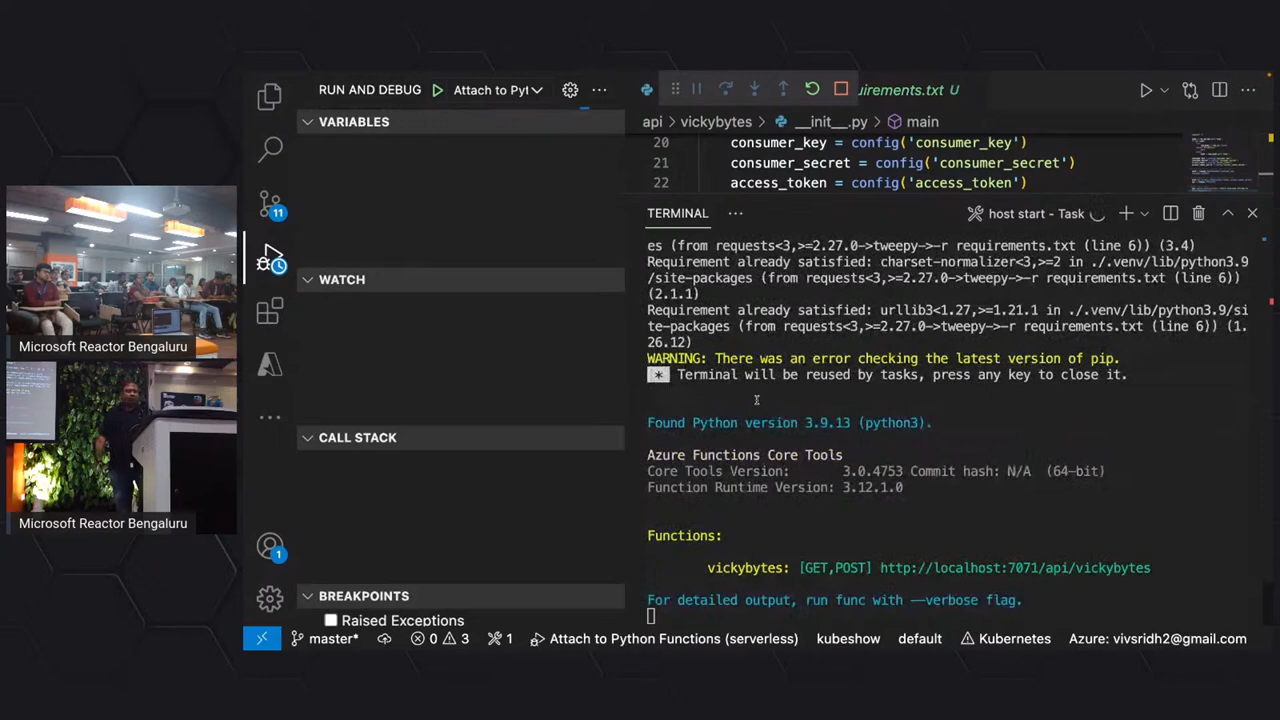 RUN AND DEBUG
Attach to Pyt
quirements.txt U
VARIABLES
api > vickybytes > __init__.py > main
20 consumer_key = config('consumer_key')
21 consumer_secret = config('consumer_secret')
22 access_token = config('access_token')
11
TERMINAL
host start - Task
es (from requests<3,>=2.27.0->tweepy->-r requirements.txt (line 6)) (3.4)
Requirement already satisfied: charset-normalizer<3,>=2 in ./.venv/lib/python3.9
/site-packages (from requests<3,>=2.27.0->tweepy->-r requirements.txt (line 6))
(2.1.1)
Requirement already satisfied: urllib3<1.27,>=1.21.1 in ./.venv/lib/python3.9/si
te-packages (from requests<3,>=2.27.0->tweepy->-r requirements.txt (line 6)) (1.
26.12)
WARNING: There was an error checking the latest version of pip.
* Terminal will be reused by tasks, press any key to close it.
Found Python version 3.9.13 (python3).
Azure Functions Core Tools
Core Tools Version: 3.0.4753 Commit hash: N/A (64-bit)
Function Runtime Version: 3.12.1.0
Functions:
vickybytes: [GET,POST] http://localhost:7071/api/vickybytes
For detailed output, run func with --verbose flag.
WATCH
CALL STACK
1
BREAKPOINTS
Raised Exceptions
Microsoft Reactor Bengaluru
Microsoft Reactor Bengaluru
master* 0 3 1 Attach to Python Functions (serverless) kubeshow default Kubernetes Azure: vivsridh2@gmail.com